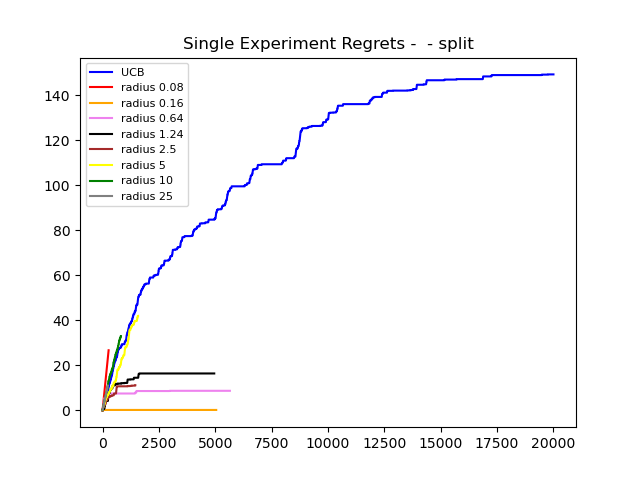 Single Experiment Regrets -  - split
UCB
radius 0.08
radius 0.16
radius 0.64
radius 1.24
radius 2.5
radius 5
radius 10
radius 25
140
120
100
80
60
40
20
0
0 2500 5000 7500 10000 12500 15000 17500 20000